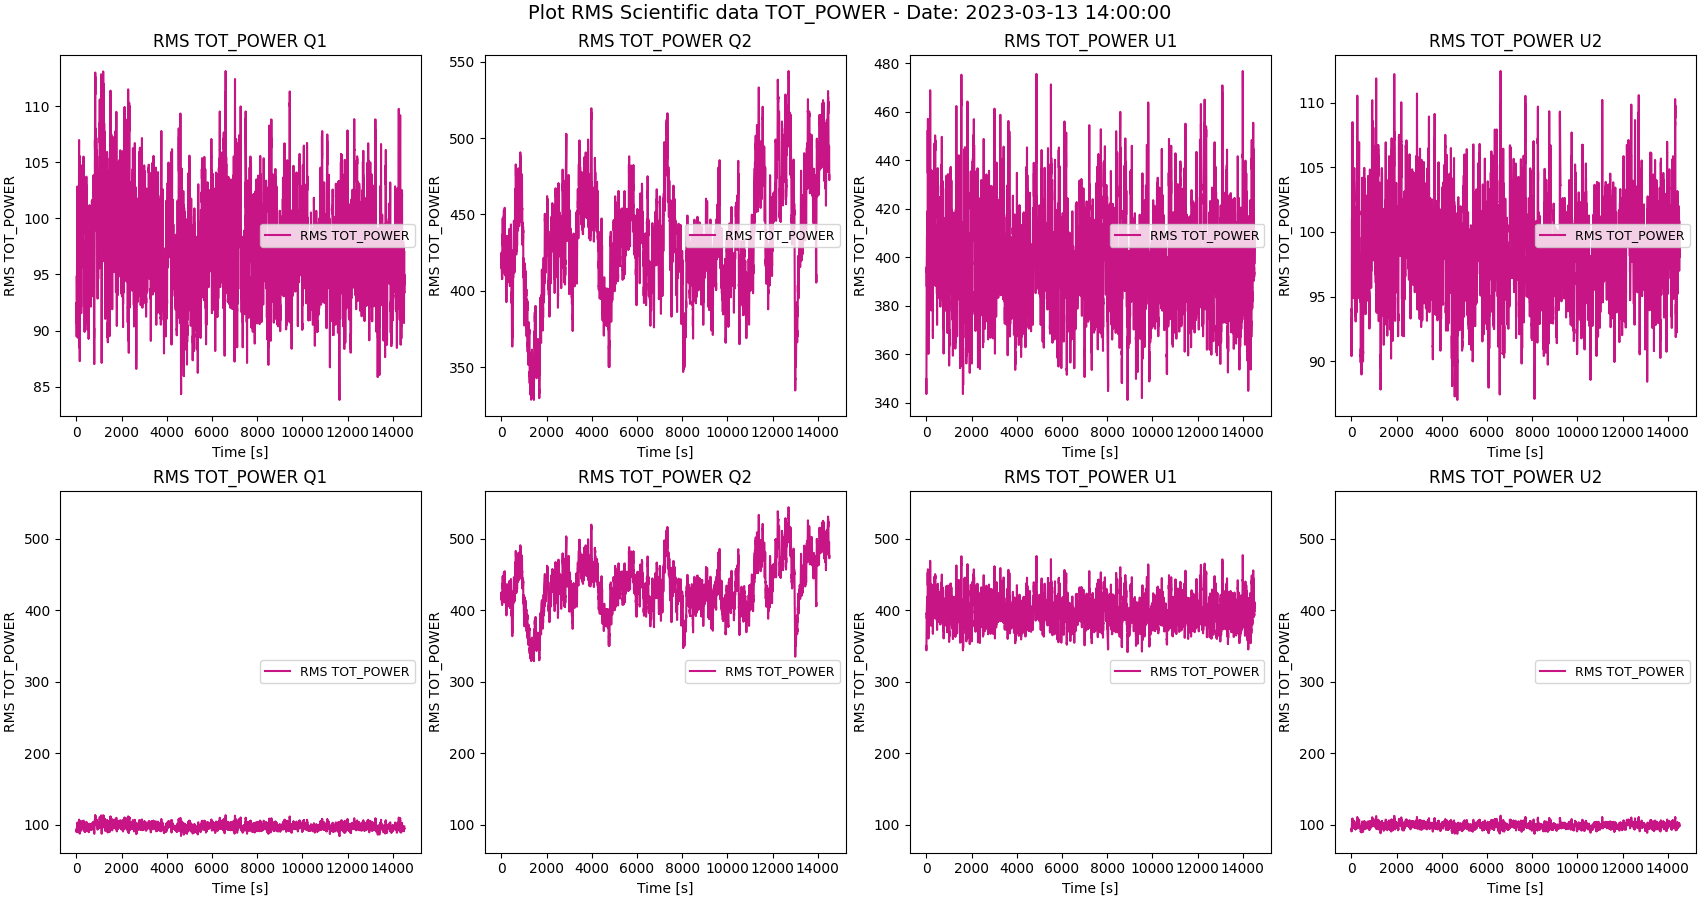 Plot RMS Scientific data TOT_POWER - Date: 2023-03-13 14:00:00
RMS TOT_POWER Q1
RMS TOT_POWER
110
105
100
95
90
85
RMS TOT_POWER
0 2000 4000 6000 8000 10000 12000 14000
Time [s]
RMS TOT_POWER Q2
RMS TOT_POWER
550
500
450
400
350
RMS TOT_POWER
0 2000 4000 6000 8000 10000 12000 14000
Time [s]
RMS TOT_POWER U1
RMS TOT_POWER
480
460
440
420
400
380
360
340
RMS TOT_POWER
0 2000 4000 6000 8000 10000 12000 14000
Time [s]
RMS TOT_POWER U2
RMS TOT_POWER
110
105
100
95
90
RMS TOT_POWER
0 2000 4000 6000 8000 10000 12000 14000
Time [s]
RMS TOT_POWER Q1
RMS TOT_POWER
500
400
300
200
100
RMS TOT_POWER
0 2000 4000 6000 8000 10000 12000 14000
Time [s]
RMS TOT_POWER Q2
RMS TOT_POWER
500
400
300
200
100
RMS TOT_POWER
0 2000 4000 6000 8000 10000 12000 14000
Time [s]
RMS TOT_POWER U1
RMS TOT_POWER
500
400
300
200
100
RMS TOT_POWER
0 2000 4000 6000 8000 10000 12000 14000
Time [s]
RMS TOT_POWER U2
RMS TOT_POWER
500
400
300
200
100
RMS TOT_POWER
0 2000 4000 6000 8000 10000 12000 14000
Time [s]